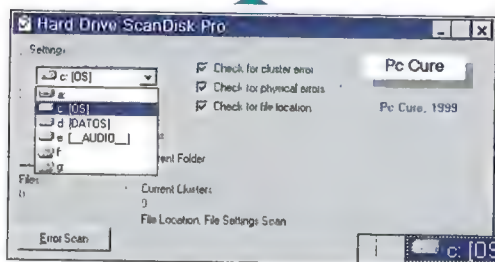 Hard Drive ScanDisk Pro
Settings
c: [OS]
a
c [OS]
d [DATOS]
e [__AUDIO__]
f
g
Check for cluster error
Check for physical errors
Check for file location
Pc Cure
Pc Cure, 1999
Folder
Files
0
Current Clusters
0
File Location, File Settings Scan
Error Scan
c: [OS